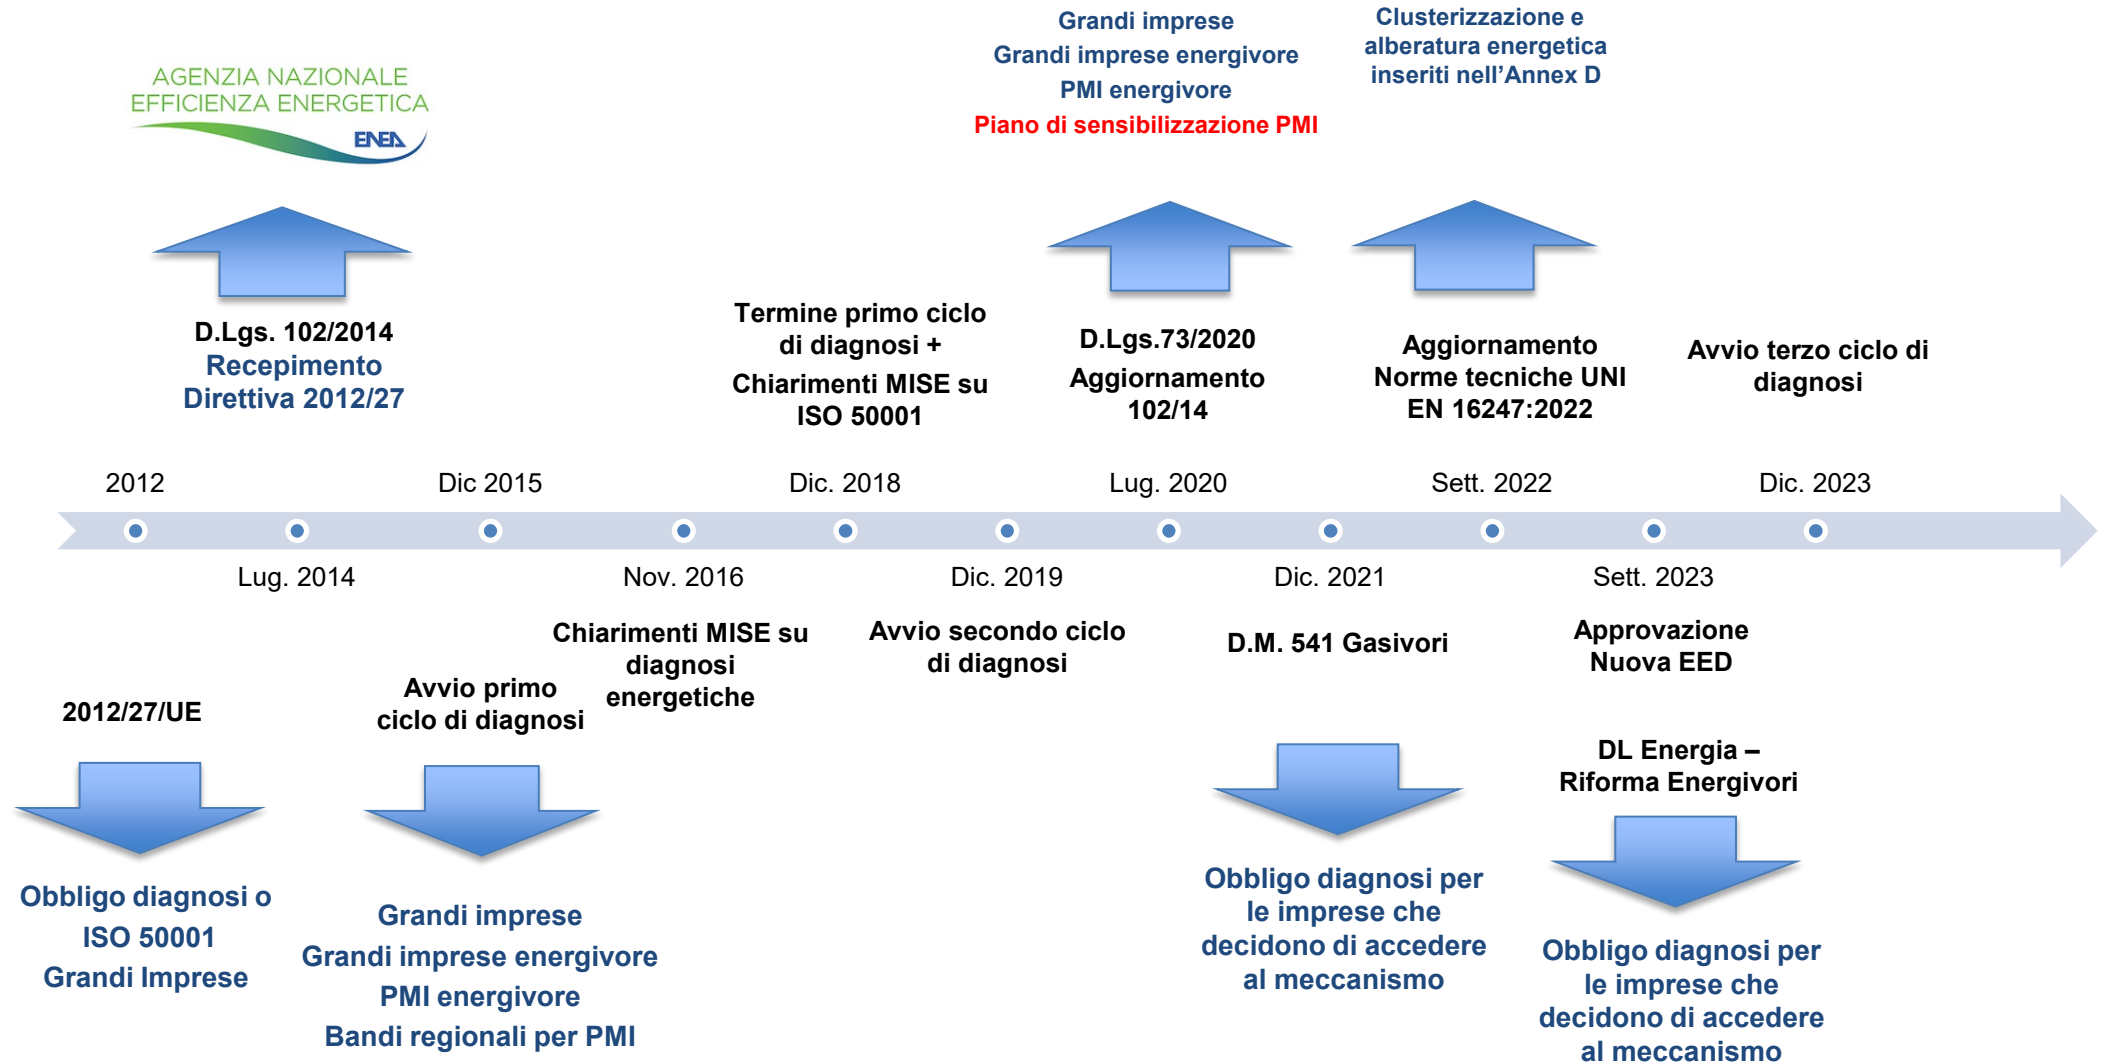 Grandi imprese
Grandi imprese energivore
PMI energivore
Piano di sensibilizzazione PMI
Clusterizzazione e
alberatura energetica
inseriti nell'Annex D
AGENZIA NAZIONALE
EFFICIENZA ENERGETICA
ENEA
D.Lgs. 102/2014
Recepimento
Direttiva 2012/27
Termine primo ciclo
di diagnosi +
Chiarimenti MISE su
ISO 50001
D.Lgs.73/2020
Aggiornamento
102/14
Aggiornamento
Norme tecniche UNI
EN 16247:2022
Avvio terzo ciclo di
diagnosi
2012
Dic 2015
Dic. 2018
Lug. 2020
Sett. 2022
Dic. 2023
Lug. 2014
Nov. 2016
Dic. 2019
Dic. 2021
Sett. 2023
2012/27/UE
Avvio primo
ciclo di diagnosi
Chiarimenti MISE su
diagnosi
energetiche
Avvio secondo ciclo
di diagnosi
D.M. 541 Gasivori
Approvazione
Nuova EED
DL Energia –
Riforma Energivori
Obbligo diagnosi o
ISO 50001
Grandi Imprese
Grandi imprese
Grandi imprese energivore
PMI energivore
Bandi regionali per PMI
Obbligo diagnosi per
le imprese che
decidono di accedere
al meccanismo
Obbligo diagnosi per
le imprese che
decidono di accedere
al meccanismo